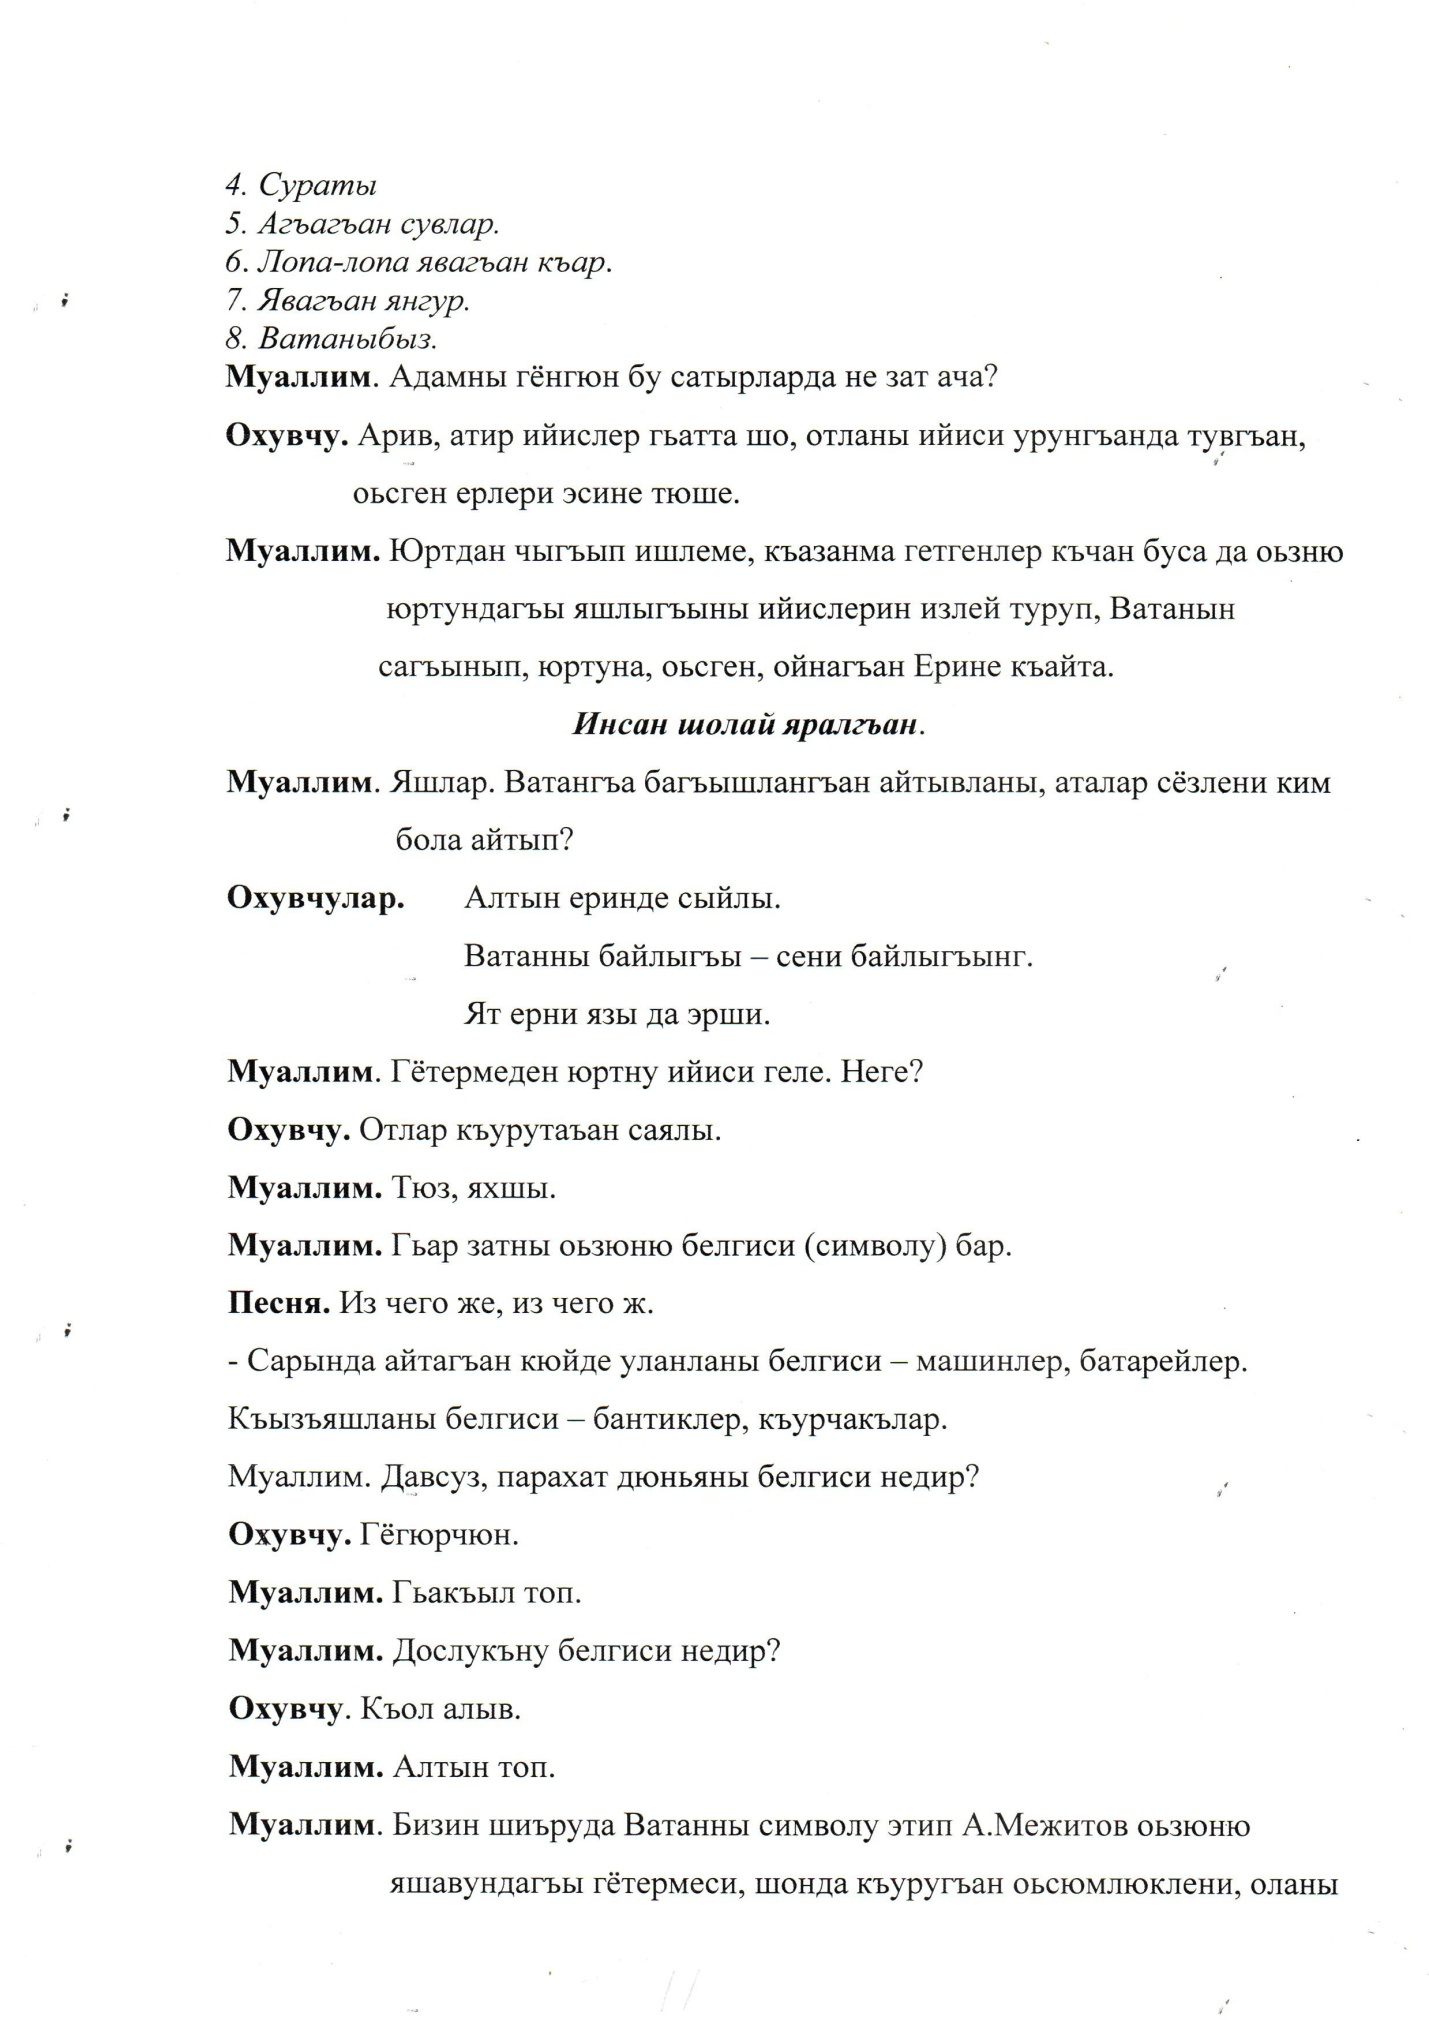 4. Сураты
5. Агъагъан сувлар.
6. Лопа-лопа явагъан къар.
7. Явагъан янгур.
8. Ватаныбыз.
Муаллим. Адамны гёнгюн бу сатырларда не зат ача?
Охувчу. Арив, атир ийислер гьатта шо, отланы ийиси урунгъанда тувгъан,
оьсген ерлери эсине тюше.
Муаллим. Юртдан чыгъып ишлеме, къазанма гетгенлер къчан буса да оьзню
юртундагъы яшлыгъыны ийислерин излей туруп, Ватанын
сагъынып, юртуна, оьсген, ойнагъан Ерине къайта.
Инсан шолай яралгъан.
Муаллим. Яшлар. Ватангъа багъышлангъан айтывланы, аталар сёзлени ким
бола айтып?
Охувчулар. Алтын еринде сыйлы.
Ватанны байлыгъы – сени байлыгъынг.
Ят ерни язы да эрши.
Муаллим. Гётермеден юртну ийиси геле. Неге?
Охувчу. Отлар къурутаъан саялы.
Муаллим. Тюз, яхшы.
Муаллим. Гьар затны оьзюню белгиси (символу) бар.
Песня. Из чего же, из чего ж.
- Сарында айтагъан кюйде уланланы белгиси – машинлер, батарейлер.
Къызъяшланы белгиси – бантиклер, къурчакълар.
Муаллим. Давсуз, парахат дюньяны белгиси недир?
Охувчу. Гёгюрчюн.
Муаллим. Гьакъыл топ.
Муаллим. Дослукъну белгиси недир?
Охувчу. Къол алыв.
Муаллим. Алтын топ.
Муаллим. Бизин шиъруда Ватанны символу этип А.Межитов оьзюню
яшавундагъы гётермеси, шонда къуругъан оьсюмлюклени, оланы